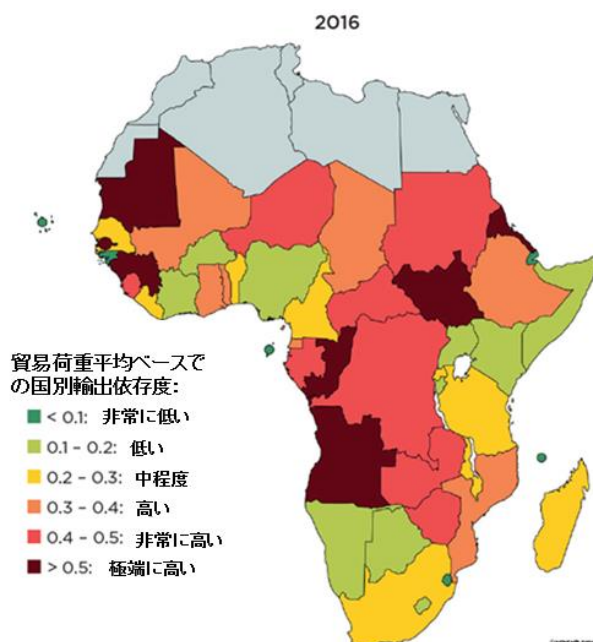 2016
貿易荷重平均ベースで
の国別輸出依存度:
< 0.1: 非常に低い
0.1 – 0.2: 低い
0.2 – 0.3: 中程度
0.3 – 0.4: 高い
0.4 – 0.5: 非常に高い
> 0.5: 極端に高い